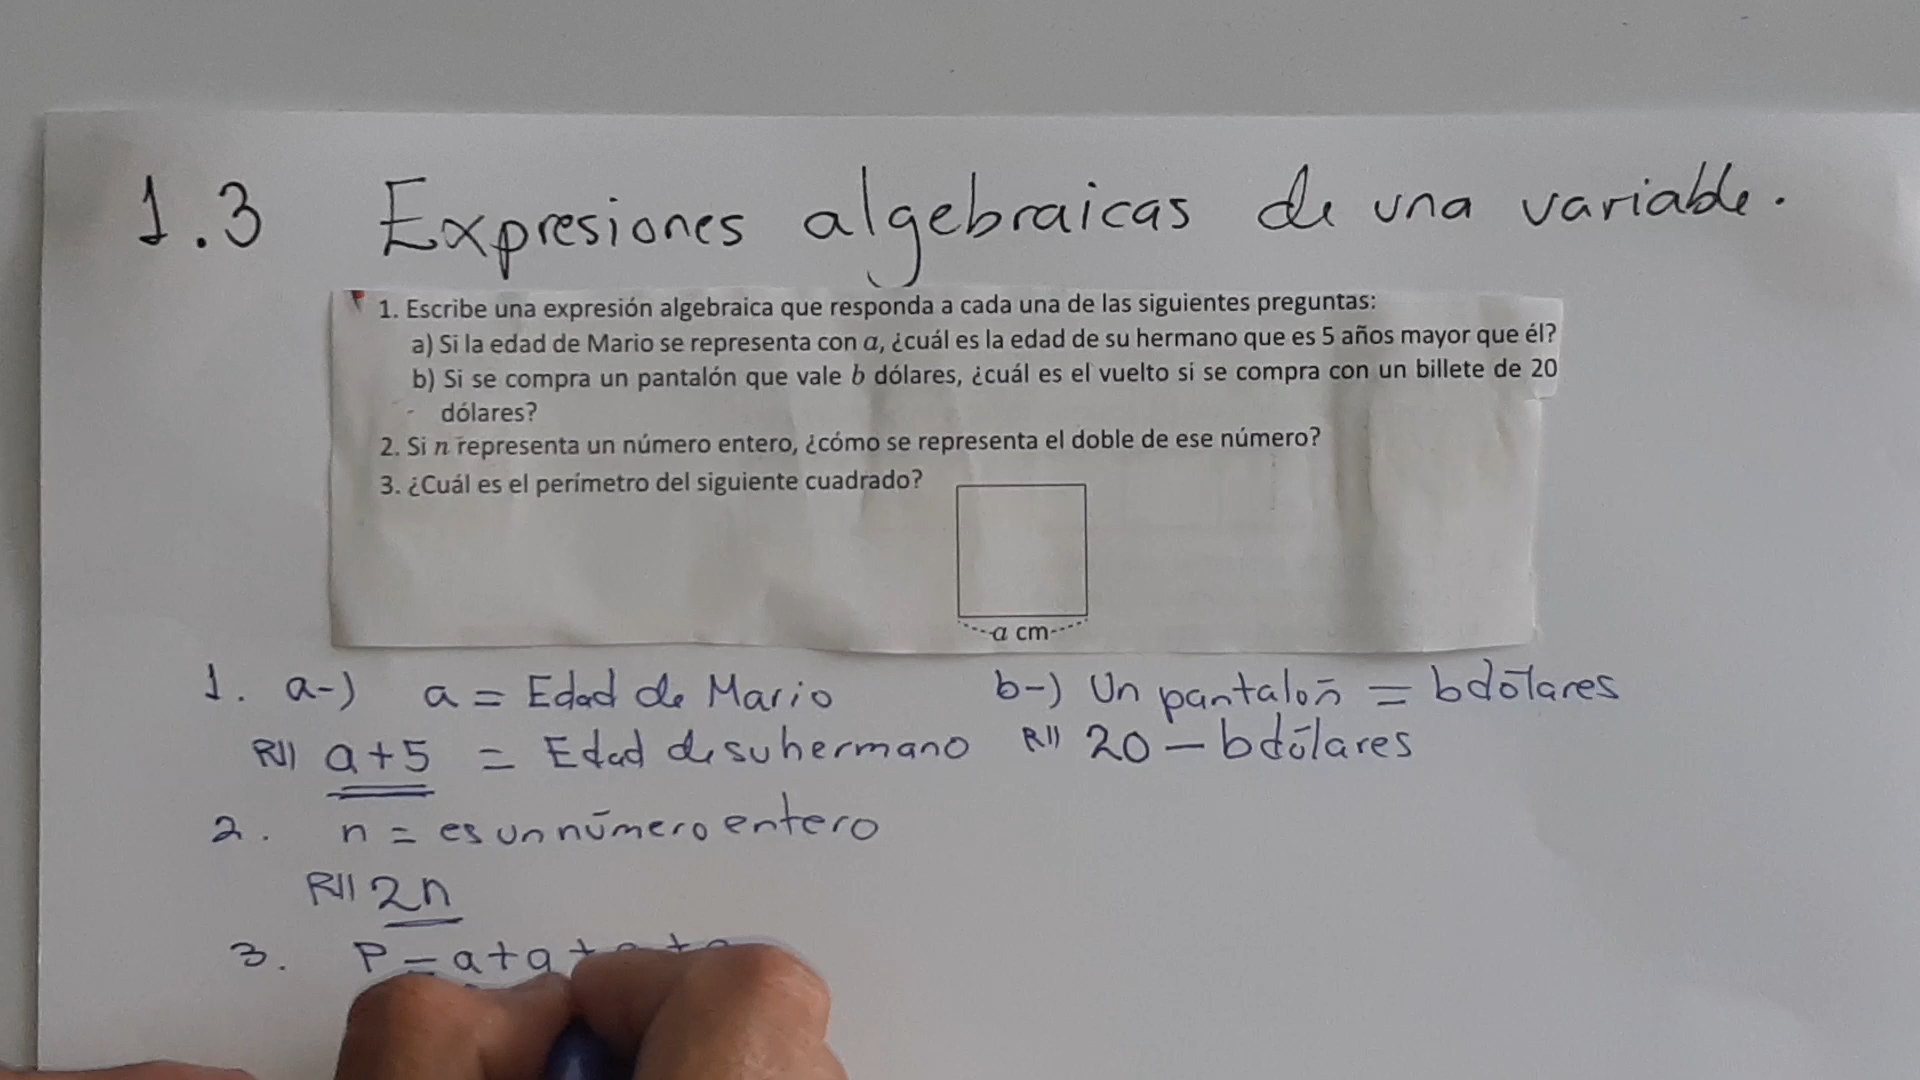 1.3 Expresiones algebraicas de una variable.
1. Escribe una expresión algebraica que responda a cada una de las siguientes preguntas:
a) Si la edad de Mario se representa con a, ¿cuál es la edad de su hermano que es 5 años mayor que él?
b) Si se compra un pantalón que vale b dólares, ¿cuál es el vuelto si se compra con un billete de 20
dólares?
2. Si n representa un número entero, ¿cómo se representa el doble de ese número?
3. ¿Cuál es el perímetro del siguiente cuadrado?
a cm
1. a-) a = Edad de Mario
R// a+5 = Edad de su hermano
b-) Un pantalón = b dólares
R// 20 - b dólares
2. n = es un número entero
R// 2n
3. P = a+a+a+a